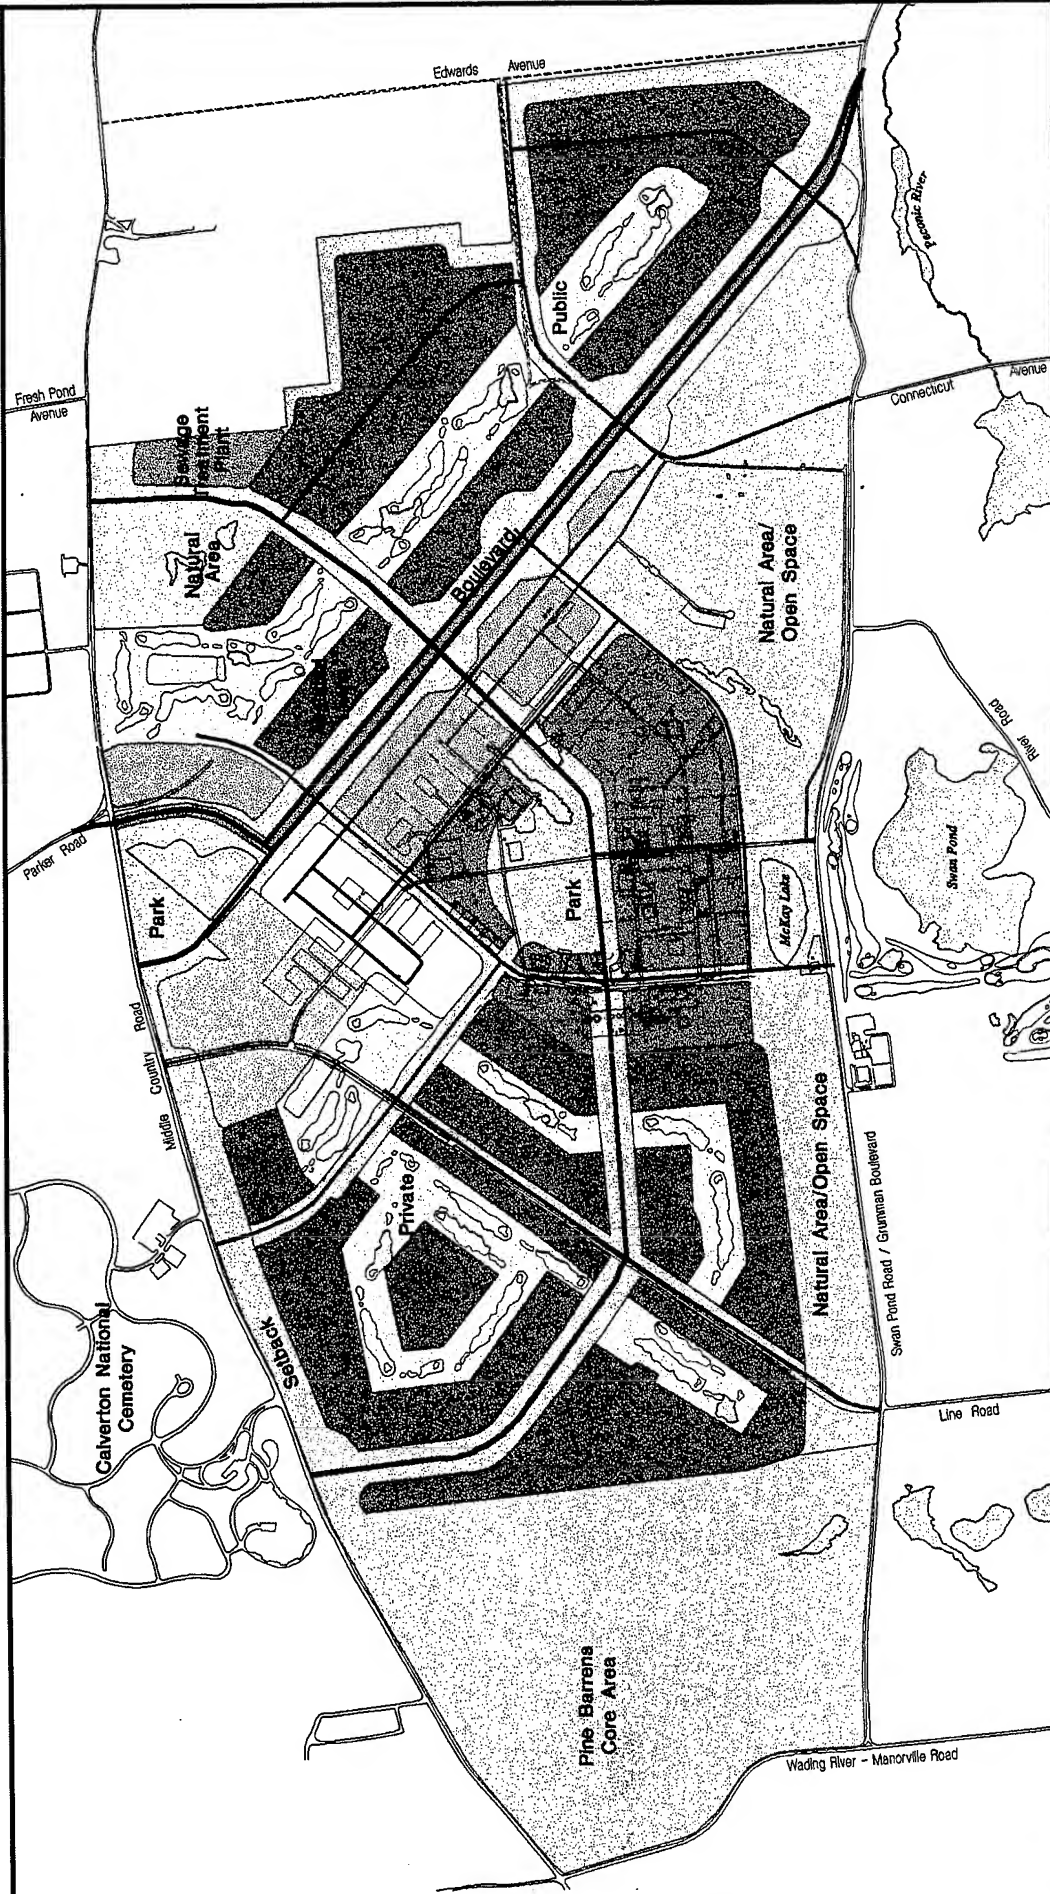 Edwards Avenue
Peconic River
Public
Fresh Pond
Avenue
Connecticut Avenue
Sewage
Treatment
Plant
Natural
Area
Boulevard
Natural Area/
Open Space
River Road
Parker Road
Park
Park
McKay Lake
Swan Pond
Middle Country Road
Private
Natural Area/Open Space
Swan Pond Road / Grumman Boulevard
Calverton National
Cemetery
Setback
Line Road
Pine Barrens
Core Area
Wading River - Manorville Road